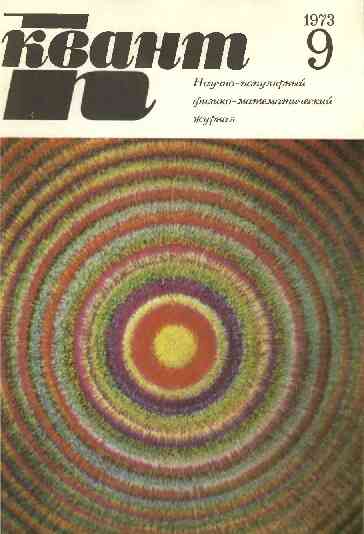 квант
1973
9
Научно-популярный
физико-математический
журнал